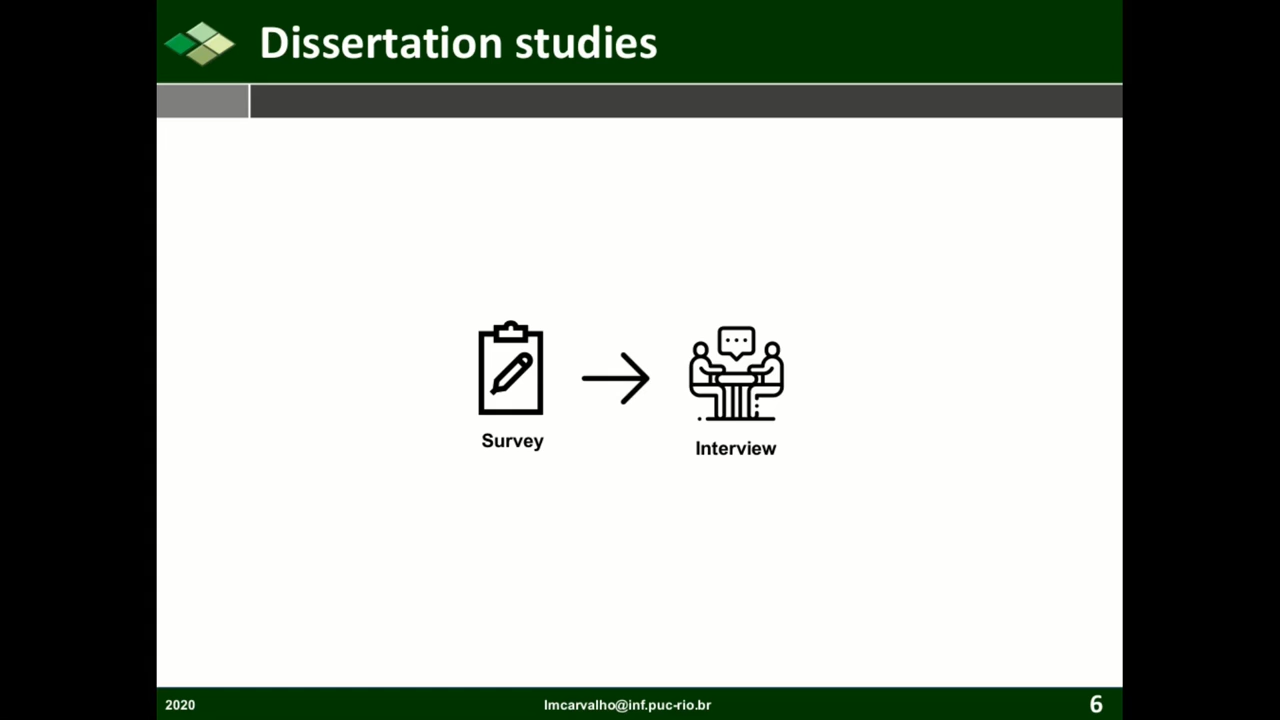 Dissertation studies
Survey
Interview
2020
lmcarvalho@inf.puc-rio.br
6